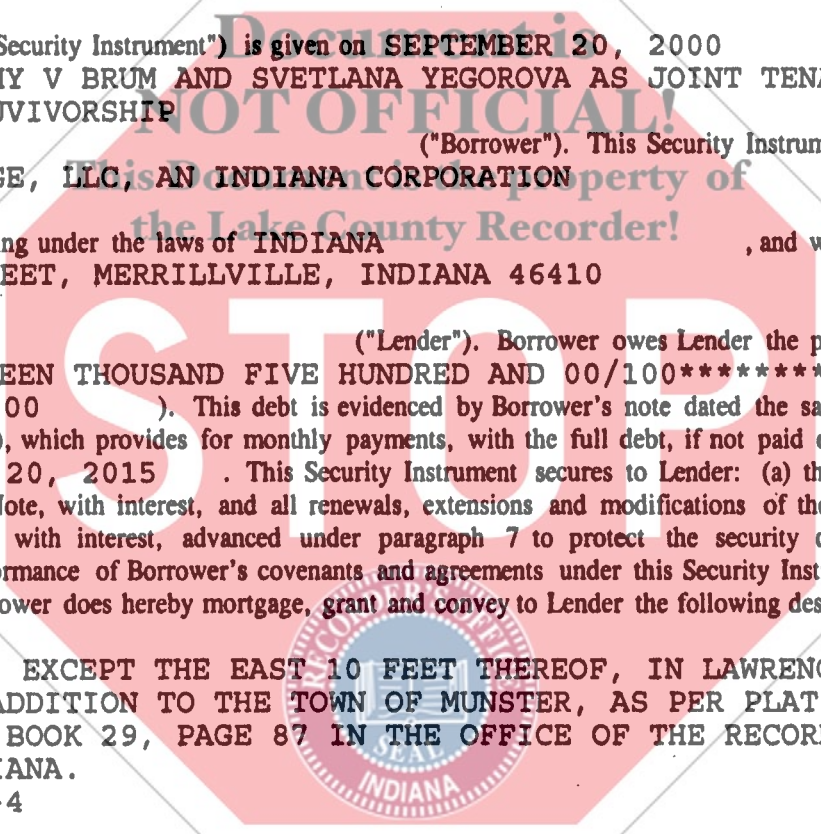 Document is
Security Instrument") is given on SEPTEMBER 20, 2000
Y V BRUM AND SVETLANA YEGOROVA AS JOINT TENA
UVIVORSHIP
NOT OFFICIAL!
("Borrower"). This Security Instrum
This Document is the property of
GE, LLC, AN INDIANA CORPORATION
the Lake County Recorder!
ng under the laws of INDIANA , and w
EET, MERRILLVILLE, INDIANA 46410
STOP
("Lender"). Borrower owes Lender the p
EEN THOUSAND FIVE HUNDRED AND 00/100*********
00 ). This debt is evidenced by Borrower's note dated the sa
), which provides for monthly payments, with the full debt, if not paid e
20, 2015 . This Security Instrument secures to Lender: (a) th
Note, with interest, and all renewals, extensions and modifications of the
with interest, advanced under paragraph 7 to protect the security o
rmance of Borrower's covenants and agreements under this Security Inst
ower does hereby mortgage, grant and convey to Lender the following des
RECORDER'S OFFICE
EXCEPT THE EAST 10 FEET THEREOF, IN LAWRENC
ADDITION TO THE TOWN OF MUNSTER, AS PER PLAT
BOOK 29, PAGE 87 IN THE OFFICE OF THE RECOR
SEAL
IANA.
INDIANA
-4